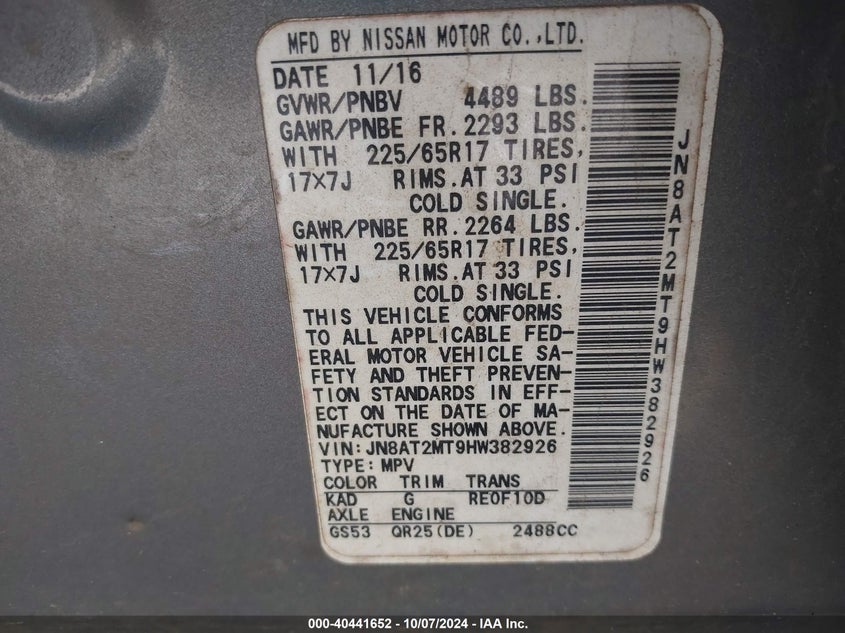 MFD BY NISSAN MOTOR CO.,LTD.
DATE 11/16
GVWR/PNBV 4489 LBS.
GAWR/PNBE FR. 2293 LBS.
WITH 225/65R17 TIRES,
17×7J RIMS.AT 33 PSI
COLD SINGLE.
GAWR/PNBE RR. 2264 LBS.
WITH 225/65R17 TIRES,
17×7J RIMS.AT 33 PSI
COLD SINGLE.
THIS VEHICLE CONFORMS
TO ALL APPLICABLE FED-
ERAL MOTOR VEHICLE SA-
FETY AND THEFT PREVEN-
TION STANDARDS IN EFF-
ECT ON THE DATE OF MA-
NUFACTURE SHOWN ABOVE.
VIN: JN8AT2MT9HW382926
TYPE: MPV
COLOR TRIM TRANS
KAD G RE0F10D
AXLE ENGINE
GS53 QR25(DE) 2488CC
JN8AT2MT9HW382926
000-40441652 - 10/07/2024 - IAA Inc.